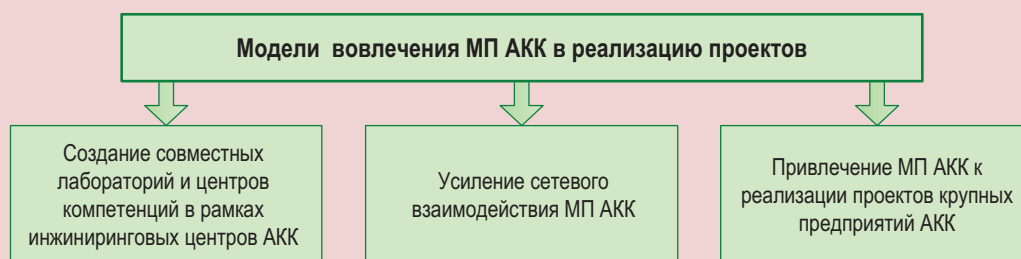 Модели вовлечения МП АКК в реализацию проектов
Создание совместных
лабораторий и центров
компетенций в рамках
инжиниринговых центров АКК
Усиление сетевого
взаимодействия МП АКК
Привлечение МП АКК к
реализации проектов крупных
предприятий АКК